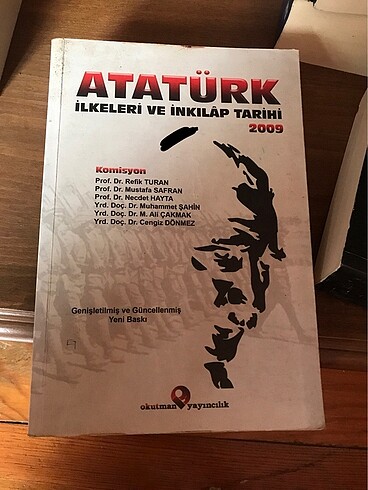 ATATÜRK
İLKELERİ VE İNKILÂP TARİHİ
2009
Komisyon
Prof. Dr. Refik TURAN
Prof. Dr. Mustafa SAFRAN
Prof. Dr. Necdet HAYTA
Yrd. Doç. Dr. Muhammet ŞAHİN
Yrd. Doç. Dr. M. Ali ÇAKMAK
Yrd. Doç. Dr. Cengiz DÖNMEZ
Genişletilmiş ve Güncellenmiş
Yeni Baskı
okutman yayıncılık